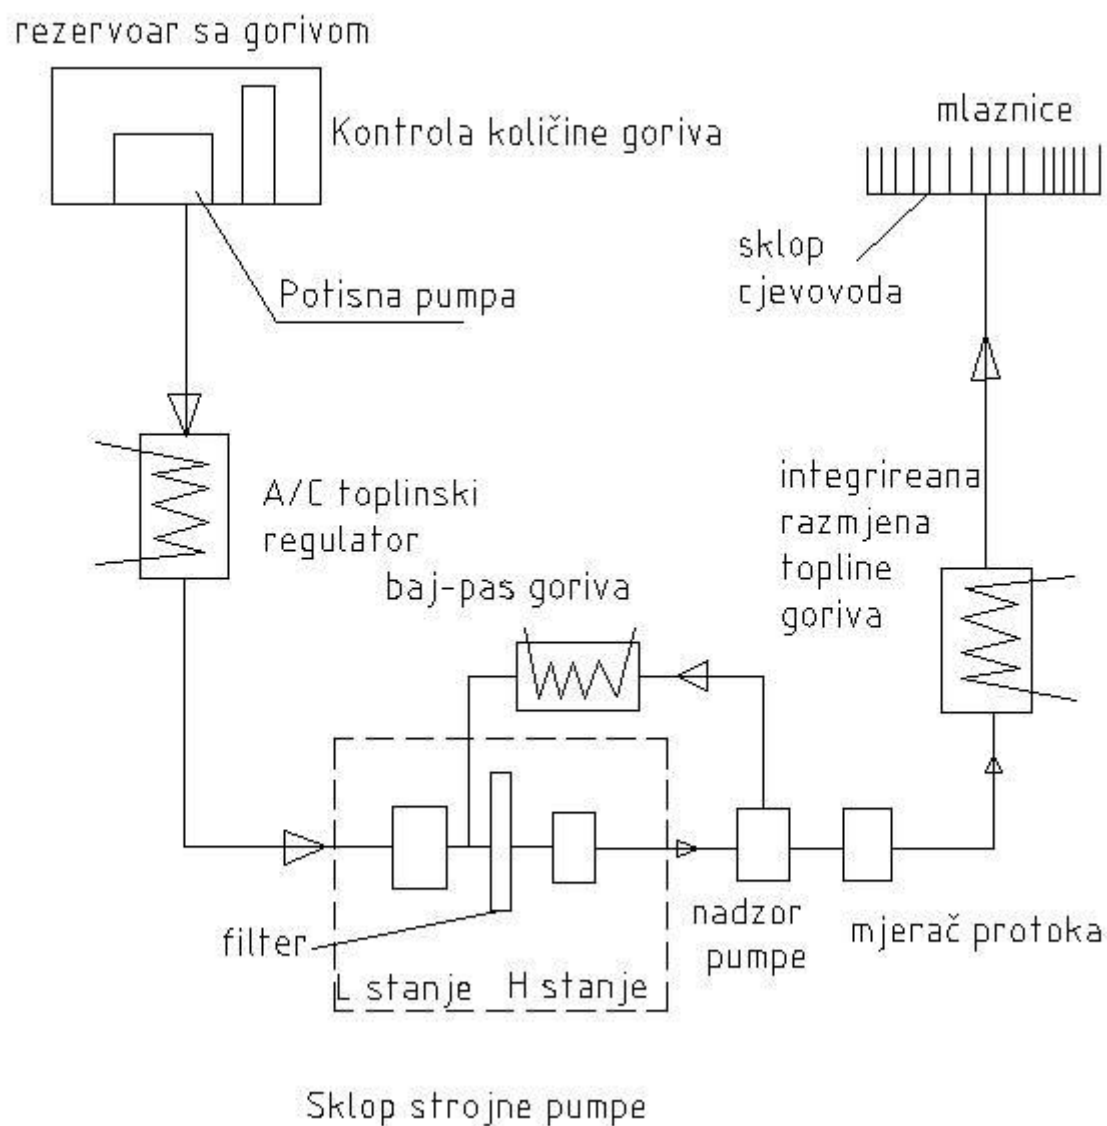 rezervoar sa gorivom
Kontrola količine goriva
mlaznice
sklop
cjevovoda
Potisna pumpa
A/C toplinski
regulator
baj-pas goriva
integrireana
razmjena
topline
goriva
filter
L stanje
H stanje
nadzor
pumpe
mjerač protoka
Sklop strojne pumpe